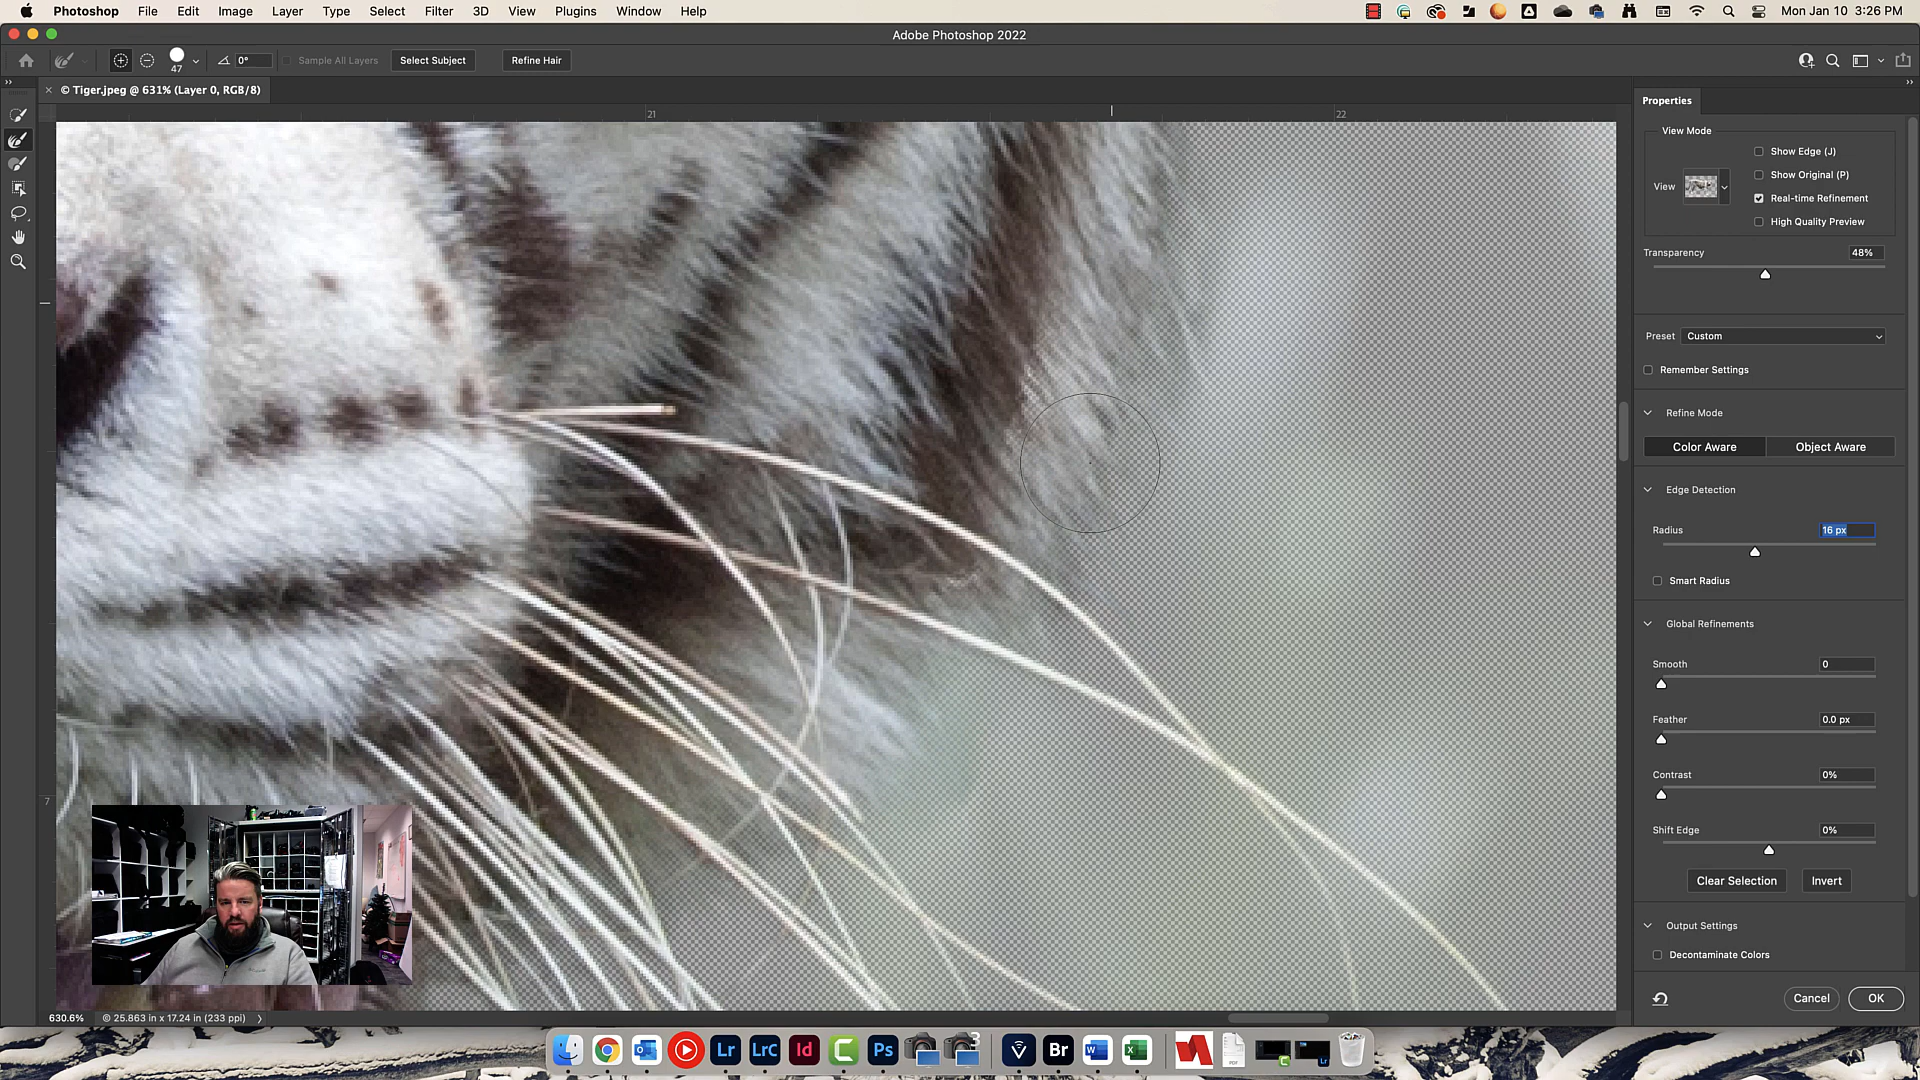 Photoshop File Edit Image Layer Type Select Filter 3D View Plugins Window Help Mon Jan 10 3:26 PM
Adobe Photoshop 2022
47 0° Sample All Layers Select Subject Refine Hair
© Tiger.jpeg @ 631% (Layer 0, RGB/8)
21 22
7
Properties
View Mode
Show Edge (J)
Show Original (P)
View
Real-time Refinement
High Quality Preview
Transparency 48%
Preset Custom
Remember Settings
Refine Mode
Color Aware Object Aware
Edge Detection
Radius 16 px
Smart Radius
Global Refinements
Smooth 0
Feather 0.0 px
Contrast 0%
Shift Edge 0%
Clear Selection Invert
Output Settings
Decontaminate Colors
Cancel OK
630.6% © 25.863 in x 17.24 in (233 ppi)
Lr LrC Id Ps 3 Br W X PDF Lr